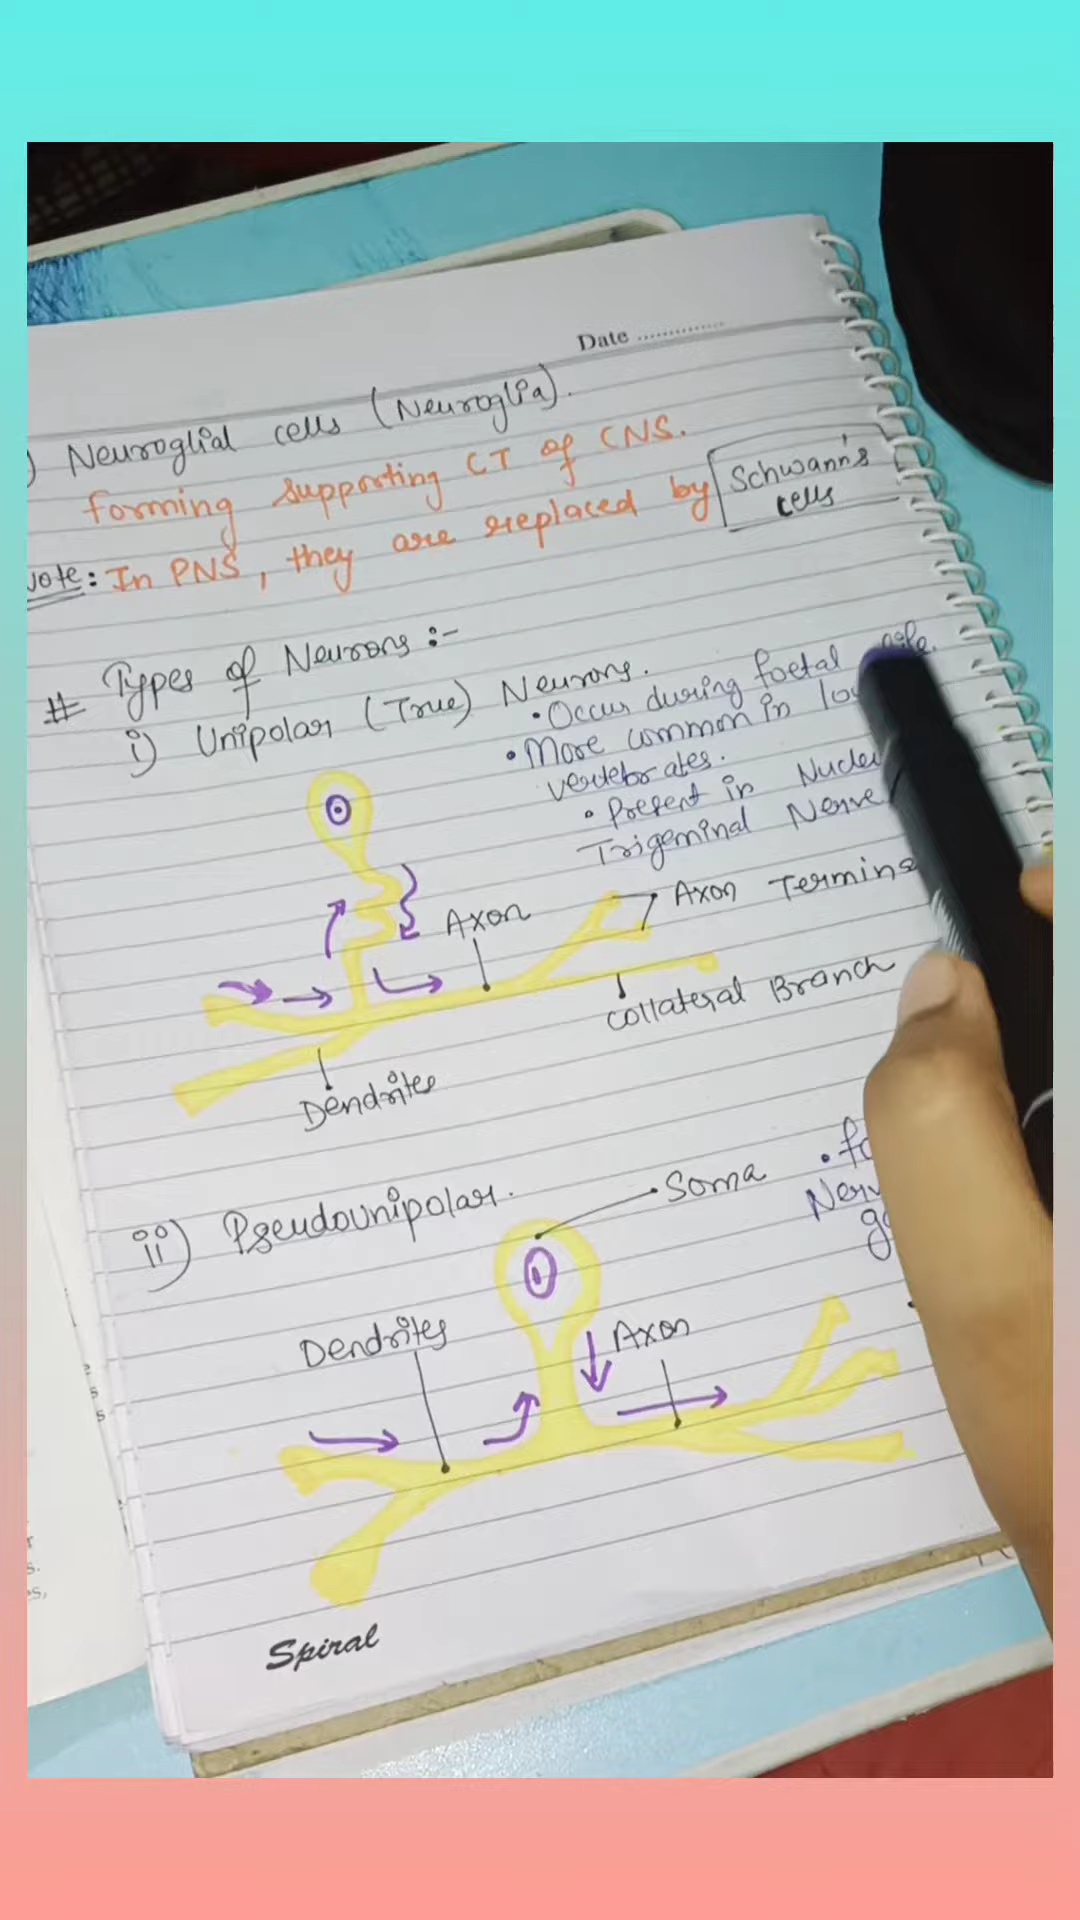 Date ..............
) Neuroglial cells (Neuroglia).
forming supporting CT of CNS.
Note: In PNS, they are replaced by Schwann's cells
# Types of Neurons :-
i) Unipolar (True) Neurons.
• Occur during foetal life.
• More common in
vertebrates.
• Present in
Trigeminal Nerve
Axon
Axon
Collateral Branch
Dendrites
ii) Pseudounipolar.
Soma
Dendrites
Axon
Spiral